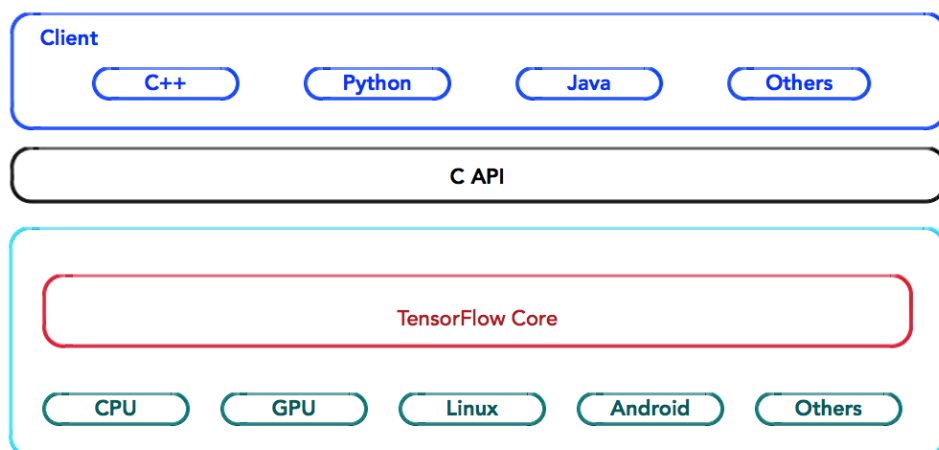 Client
C++ Python Java Others
C API
TensorFlow Core
CPU GPU Linux Android Others